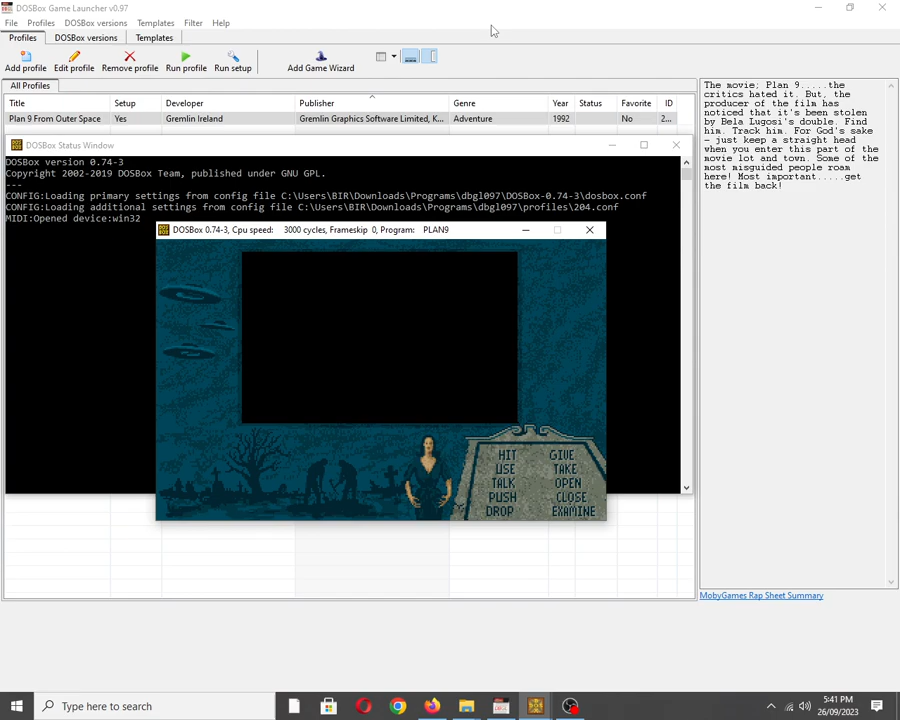 DOSBox Game Launcher v0.97
File Profiles DOSBox versions Templates Filter Help
Profiles DOSBox versions Templates
Add profile Edit profile Remove profile Run profile Run setup Add Game Wizard
All Profiles
Title Setup Developer Publisher Genre Year Status Favorite ID
Plan 9 From Outer Space Yes Gremlin Ireland Gremlin Graphics Software Limited, K... Adventure 1992 No 2...
DOSBox Status Window
DOSBox version 0.74-3
Copyright 2002-2019 DOSBox Team, published under GNU GPL.
---
CONFIG:Loading primary settings from config file C:\Users\BIR\Downloads\Programs\dbgl097\DOSBox-0.74-3\dosbox.conf
CONFIG:Loading additional settings from config file C:\Users\BIR\Downloads\Programs\dbgl097\profiles\204.conf
MIDI:Opened device:win32
DOSBox 0.74-3, Cpu speed: 3000 cycles, Frameskip 0, Program: PLAN9
HIT GIVE
USE TAKE
TALK OPEN
PUSH CLOSE
DROP EXAMINE
The movie; Plan 9.....the
critics hated it. But, the
producer of the film has
noticed that it's been stolen
by Bela Lugosi's double. Find
him. Track him. For God's sake
– just keep a straight head
when you enter this part of the
movie lot and town. Some of the
most misguided people roam
here! Most important.....get
the film back!
MobyGames Rap Sheet Summary
Type here to search
5:41 PM
26/09/2023